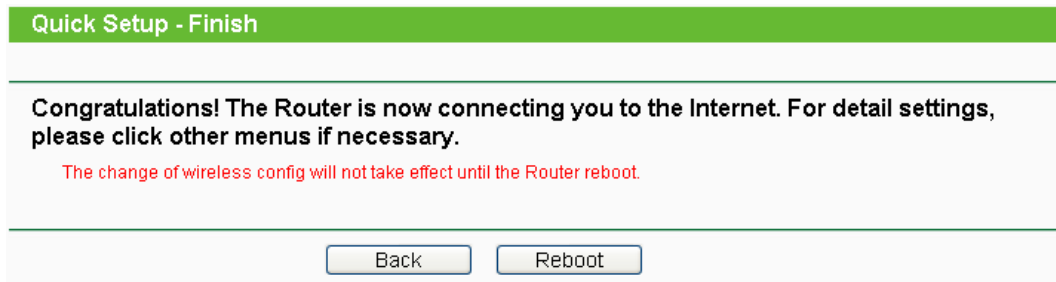 Quick Setup - Finish
Congratulations! The Router is now connecting you to the Internet. For detail settings,
please click other menus if necessary.
The change of wireless config will not take effect until the Router reboot.
Back Reboot